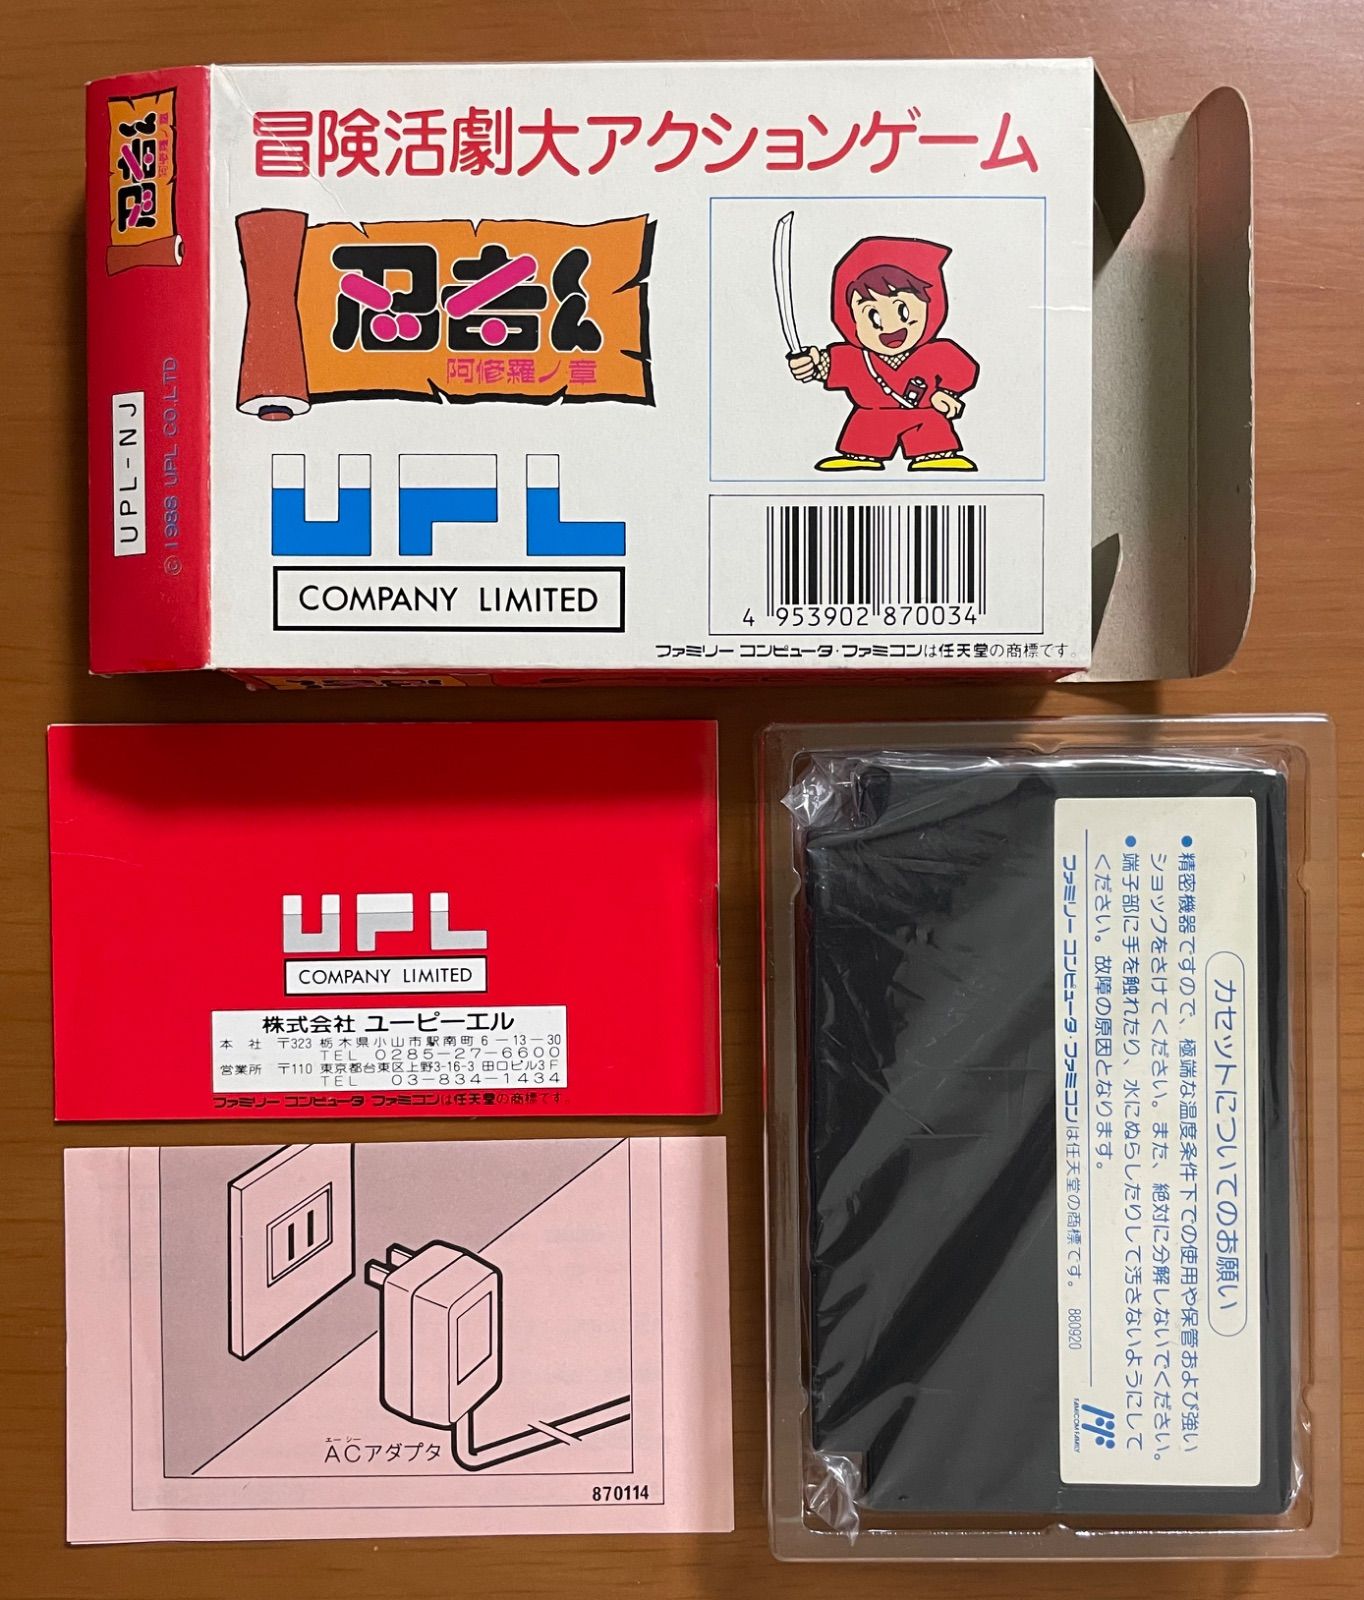 冒険活劇大アクションゲーム
忍者くん
阿修羅ノ章
UPL
COMPANY LIMITED
4 953902 870034
ファミリー コンピュータ・ファミコンは任天堂の商標です。
忍者くん
阿修羅ノ章
UPL-NJ
© 1988 UPL CO.LTD
UPL
COMPANY LIMITED
株式会社 ユーピーエル
本 社 〒323 栃木県小山市駅南町6-13-30
TEL 0285-27-6600
営業所 〒110 東京都台東区上野3-16-3 田口ビル3F
TEL 03-834-1434
ファミリー コンピュータ ファミコンは任天堂の商標です。
エー シー
ACアダプタ
870114
カセットについてのお願い
●精密機器ですので、極端な温度条件下での使用や保管および強い
ショックをさけてください。また、絶対に分解しないでください。
●端子部に手を触れたり、水にぬらしたりして汚さないようにして
ください。故障の原因となります。
ファミリー コンピュータ・ファミコンは任天堂の商標です。 880920
FAMICOM FAMILY